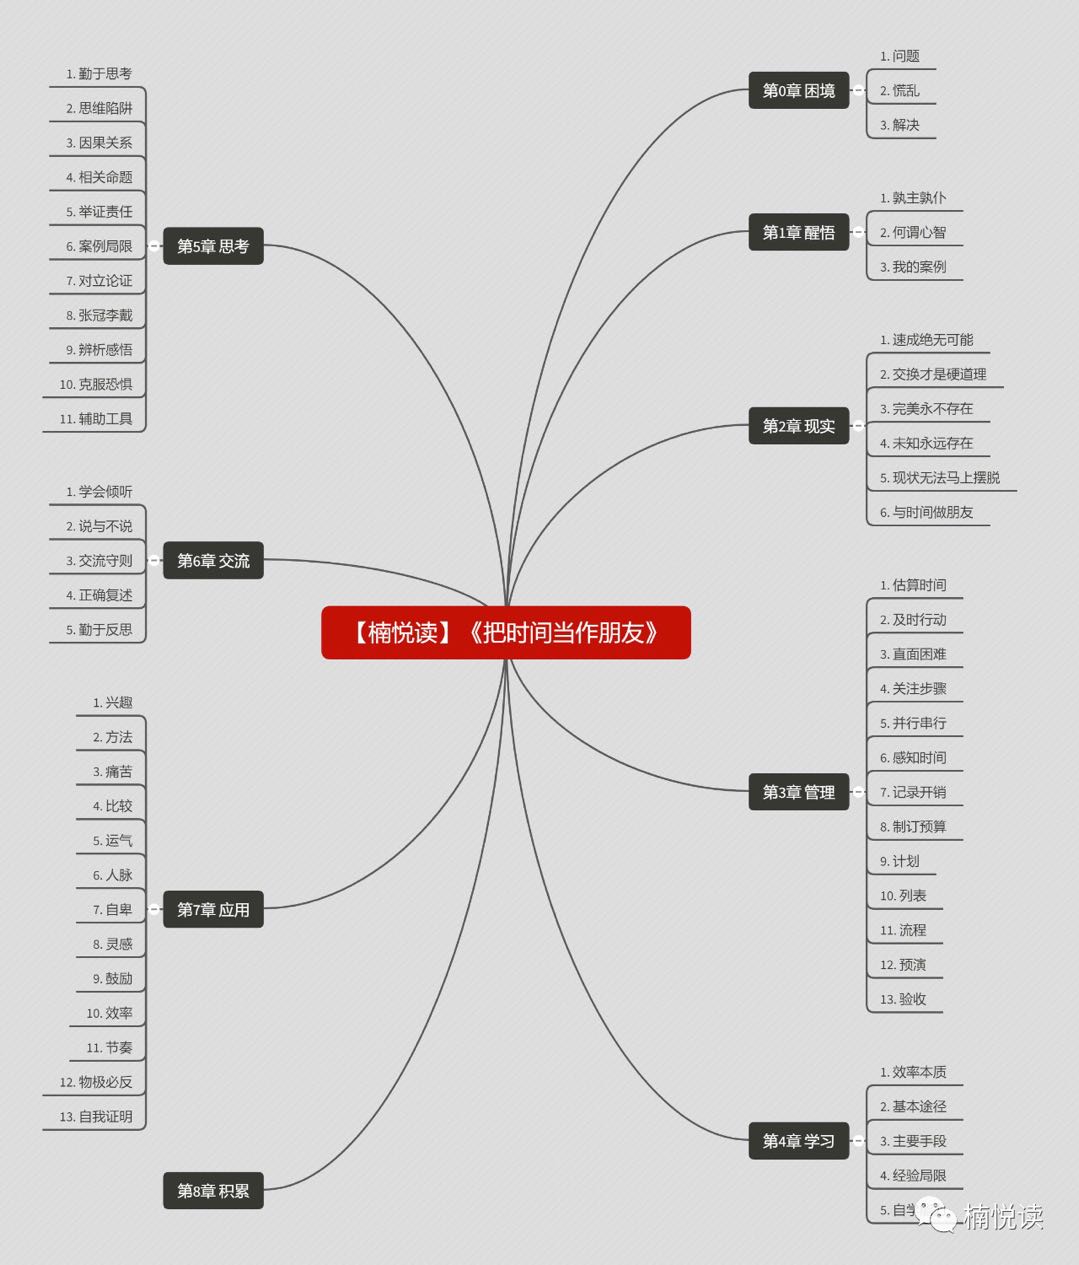 【楠悦读】《把时间当作朋友》
第0章 困境
1. 问题
2. 慌乱
3. 解决
第1章 醒悟
1. 孰主孰仆
2. 何谓心智
3. 我的案例
第2章 现实
1. 速成绝无可能
2. 交换才是硬道理
3. 完美永不存在
4. 未知永远存在
5. 现状无法马上摆脱
6. 与时间做朋友
第3章 管理
1. 估算时间
2. 及时行动
3. 直面困难
4. 关注步骤
5. 并行串行
6. 感知时间
7. 记录开销
8. 制订预算
9. 计划
10. 列表
11. 流程
12. 预演
13. 验收
第4章 学习
1. 效率本质
2. 基本途径
3. 主要手段
4. 经验局限
5. 自学
第5章 思考
1. 勤于思考
2. 思维陷阱
3. 因果关系
4. 相关命题
5. 举证责任
6. 案例局限
7. 对立论证
8. 张冠李戴
9. 辨析感悟
10. 克服恐惧
11. 辅助工具
第6章 交流
1. 学会倾听
2. 说与不说
3. 交流守则
4. 正确复述
5. 勤于反思
第7章 应用
1. 兴趣
2. 方法
3. 痛苦
4. 比较
5. 运气
6. 人脉
7. 自卑
8. 灵感
9. 鼓励
10. 效率
11. 节奏
12. 物极必反
13. 自我证明
第8章 积累
楠悦读